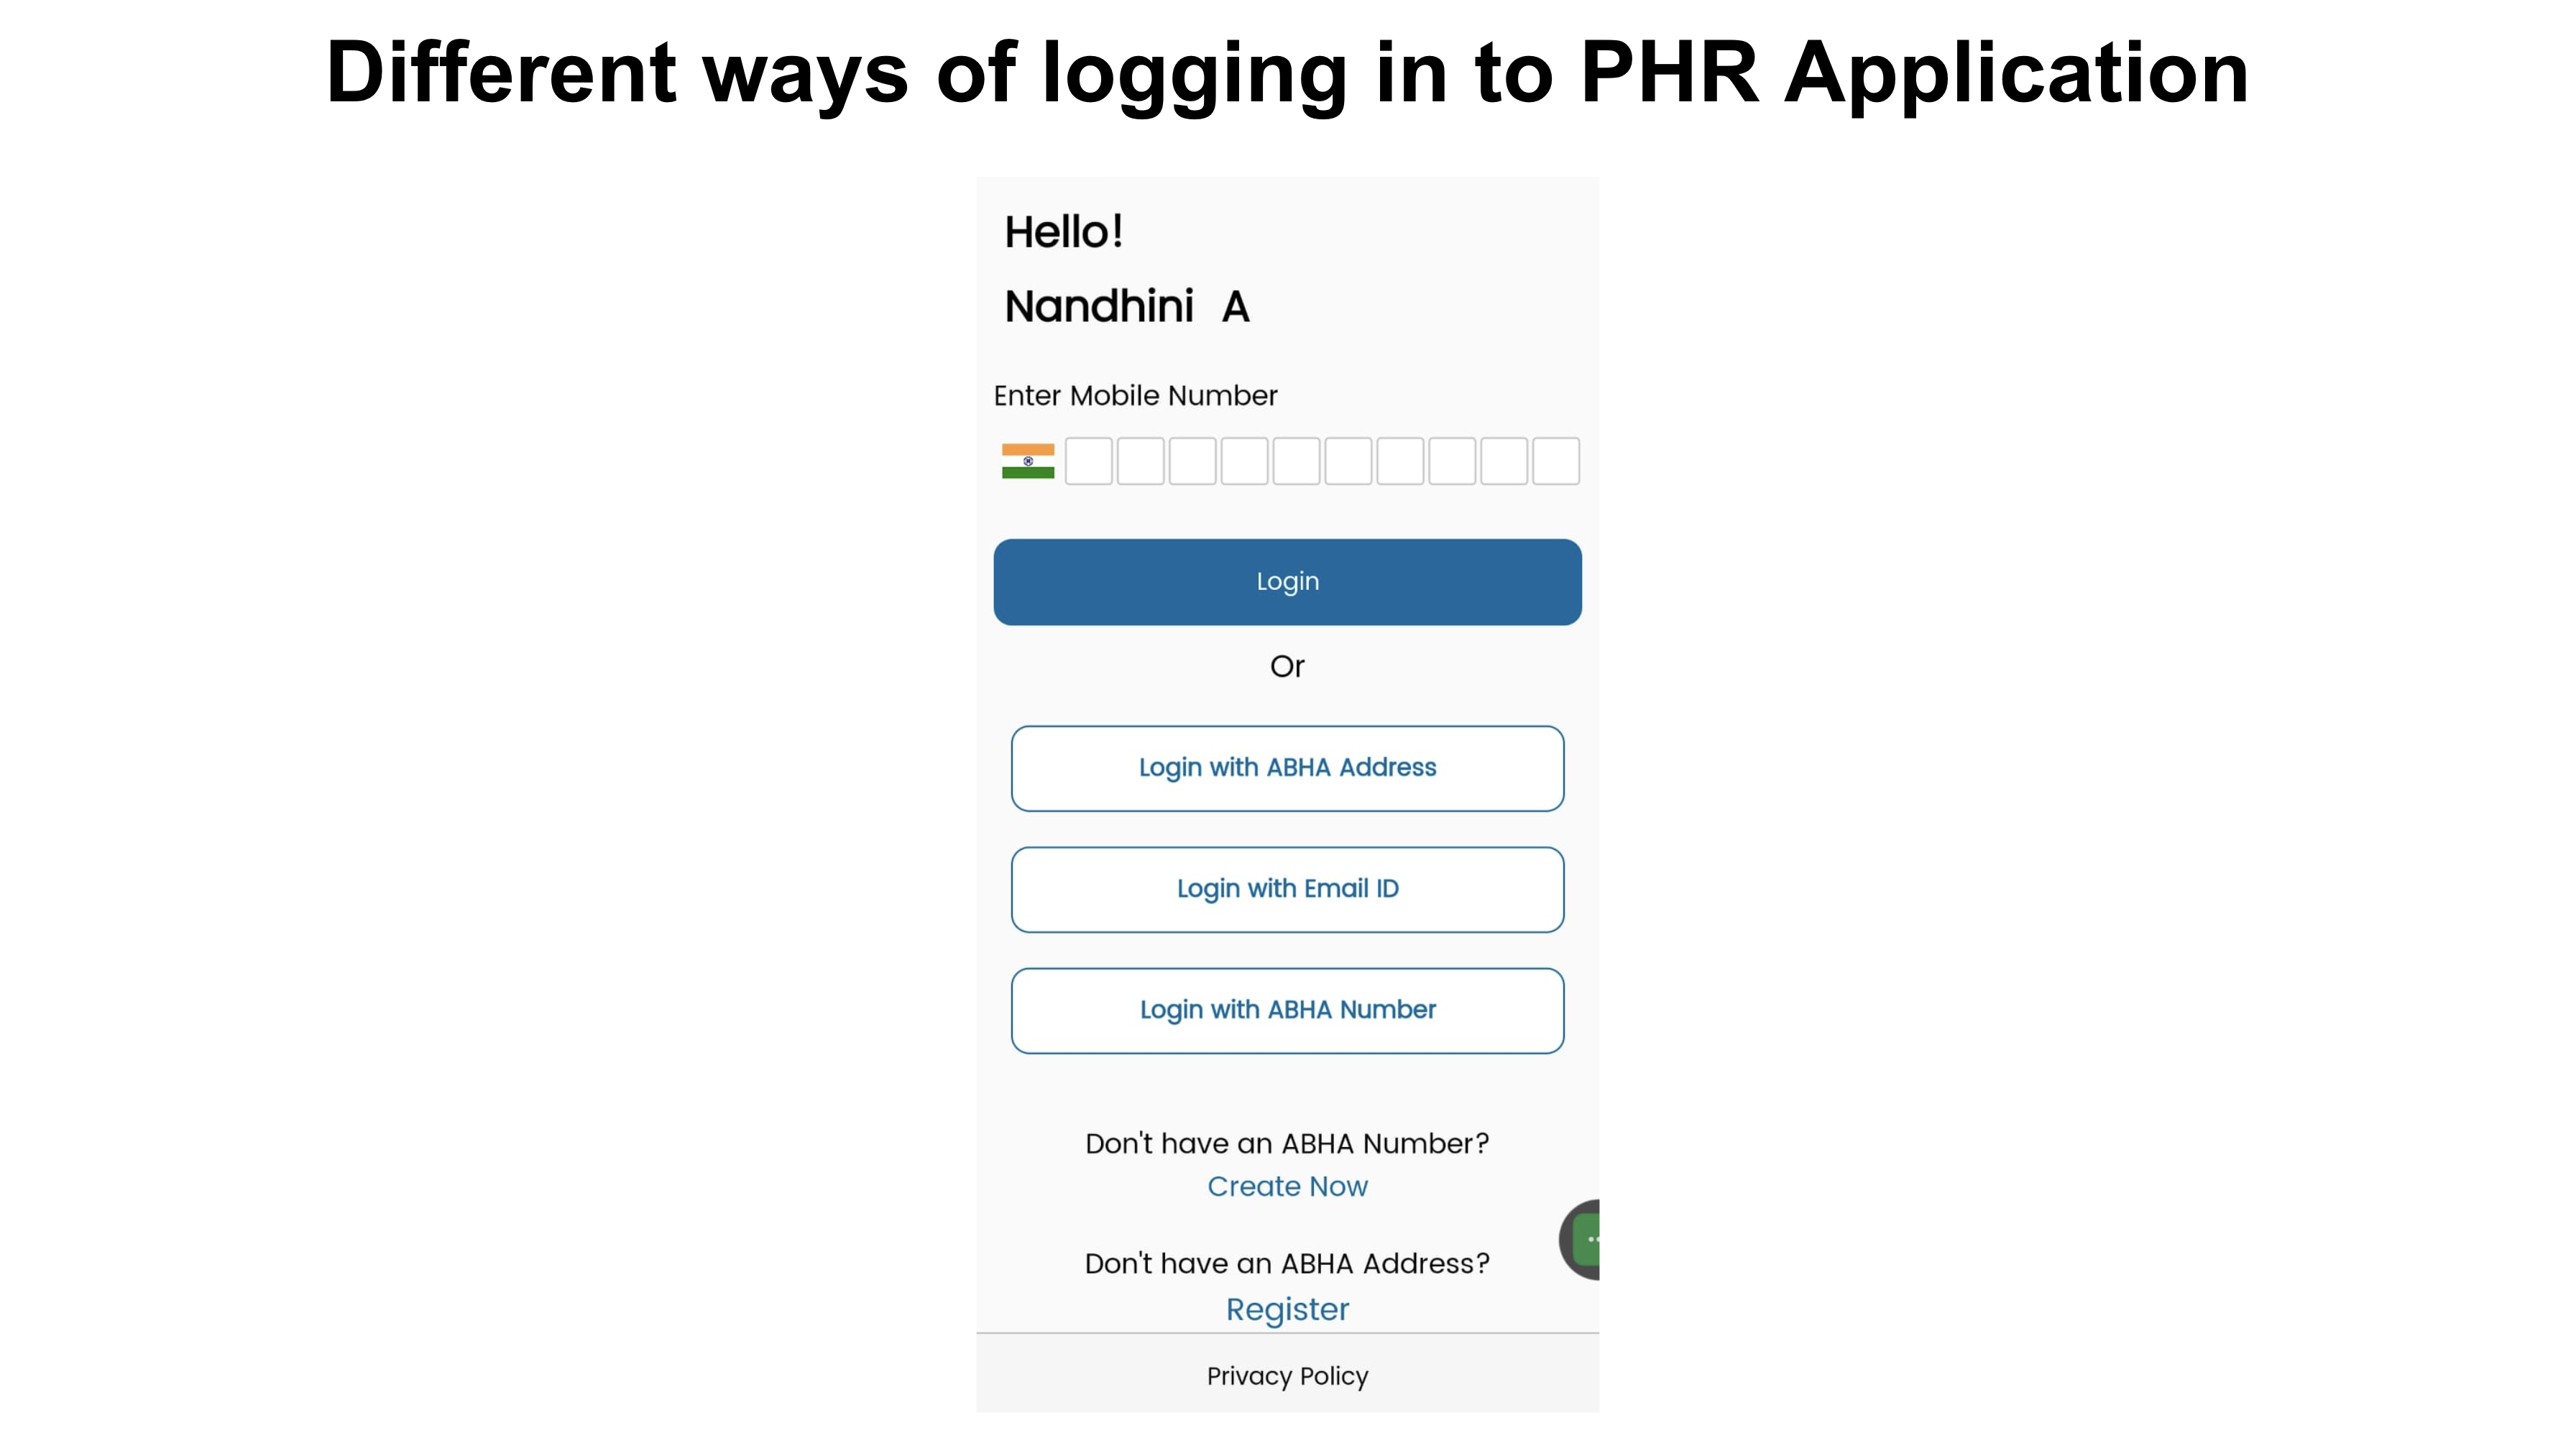 Different ways of logging in to PHR Application
Hello!
Nandhini A
Enter Mobile Number
Login
Or
Login with ABHA Address
Login with Email ID
Login with ABHA Number
Don't have an ABHA Number?
Create Now
Don't have an ABHA Address?
Register
Privacy Policy